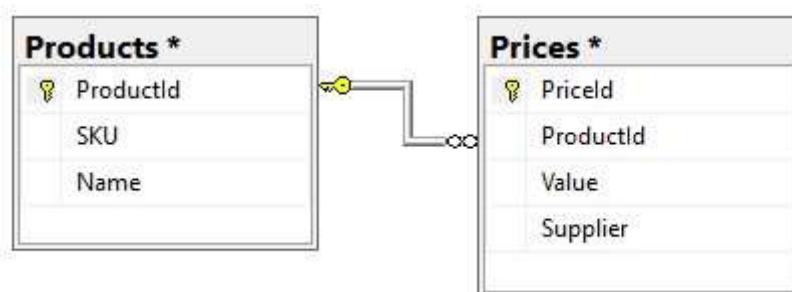 Products *
ProductId
SKU
Name
Prices *
PriceId
ProductId
Value
Supplier